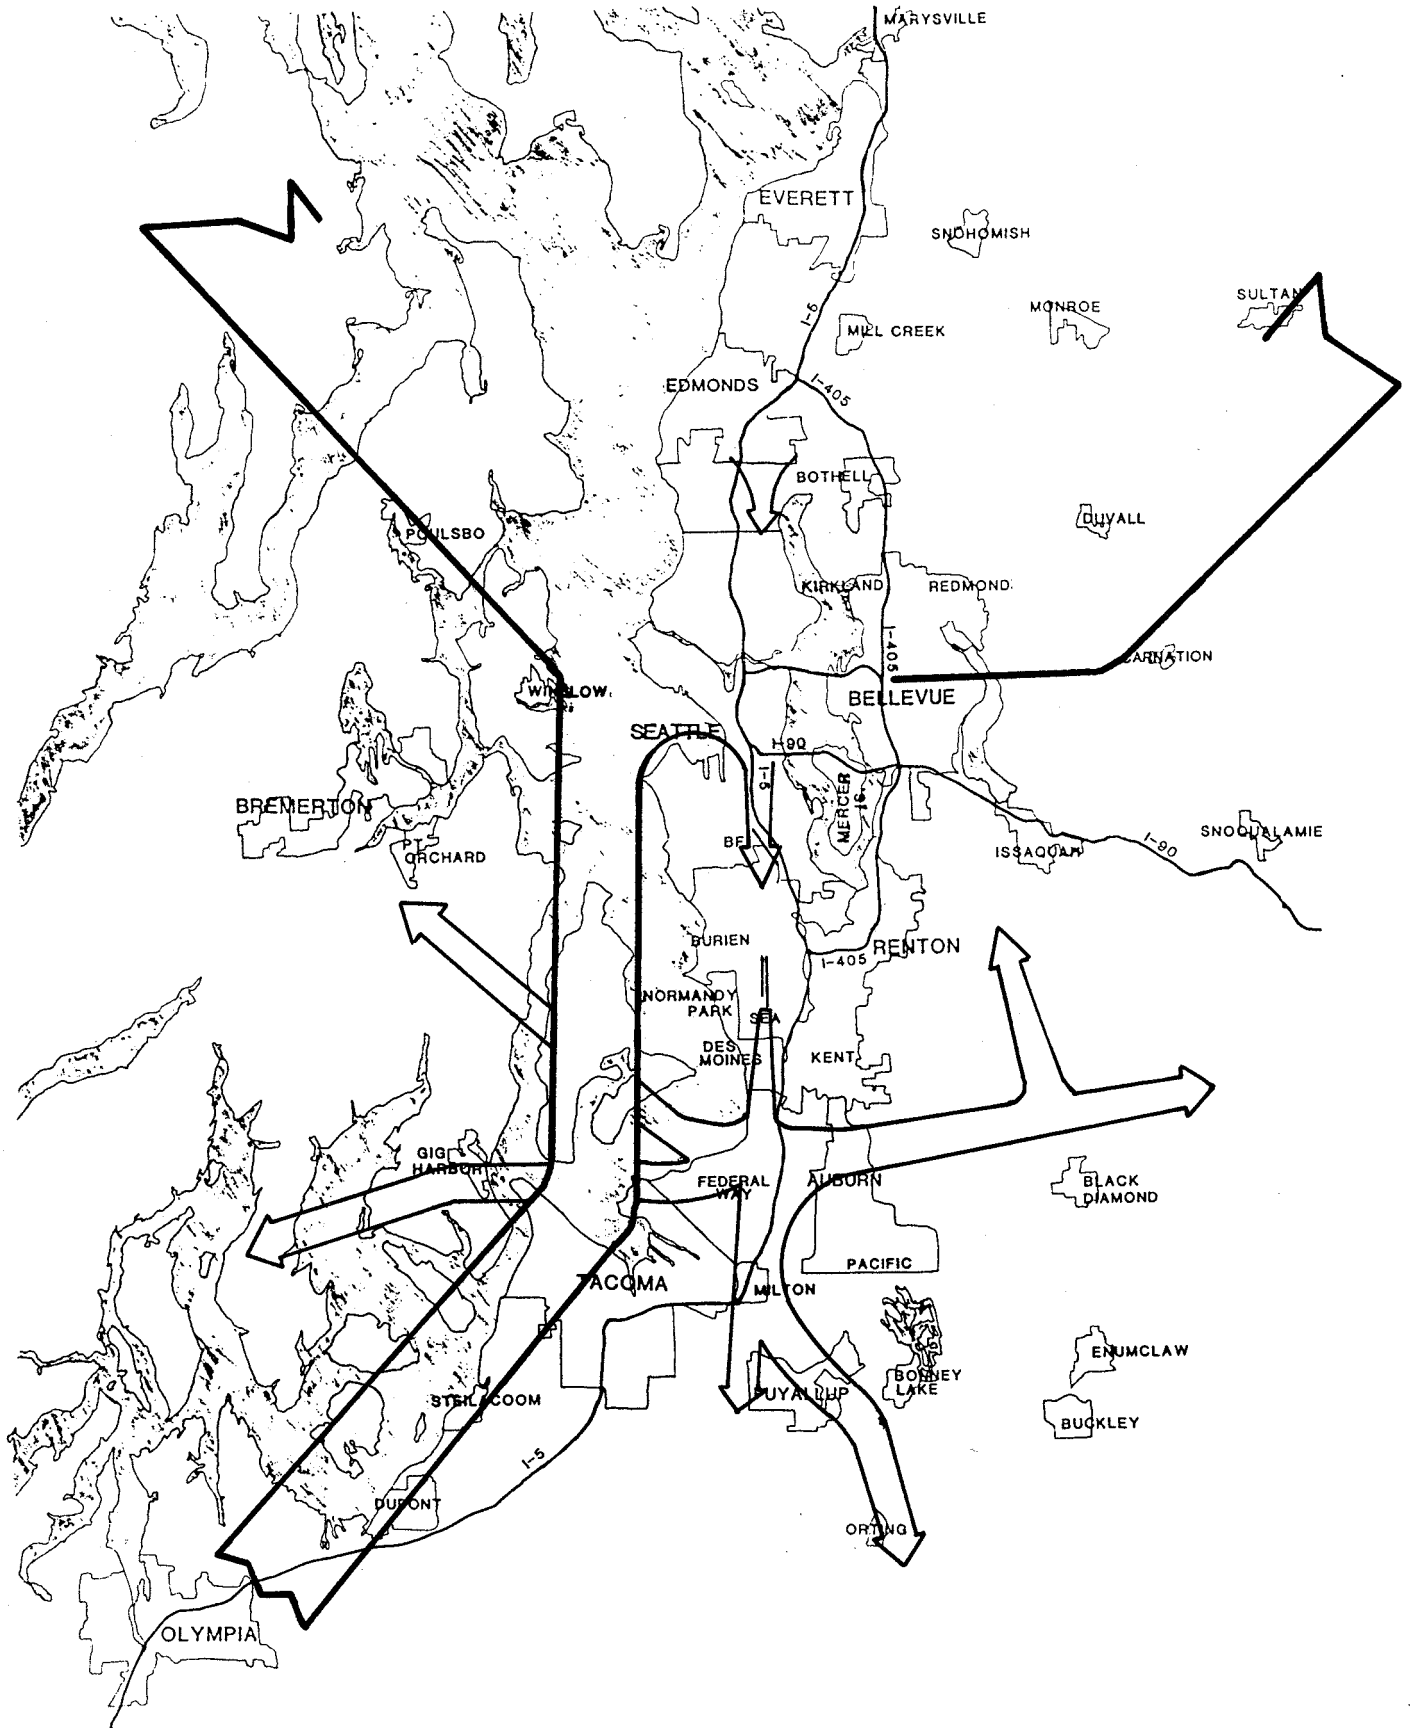 MARYSVILLE
EVERETT
SNOHOMISH
SULTAN
MONROE
I-5
MILL CREEK
EDMONDS
I-405
BOTHELL
DUVALL
POULSBO
KIRKLAND
REDMOND
I-405
CARNATION
WINSLOW
BELLEVUE
SEATTLE
I-90
I-5
MERCER
IS.
BREMERTON
SNOQUALAMIE
BF
I-90
PT.
ORCHARD
ISSAQUAH
BURIEN
RENTON
I-405
NORMANDY
PARK
SEA
DES
MOINES
KENT
GIG
HARBOR
FEDERAL
WAY
AUBURN
BLACK
DIAMOND
PACIFIC
TACOMA
MILTON
ENUMCLAW
BONNEY
LAKE
STEILACOOM
PUYALLUP
BUCKLEY
I-5
DUPONT
ORTING
OLYMPIA